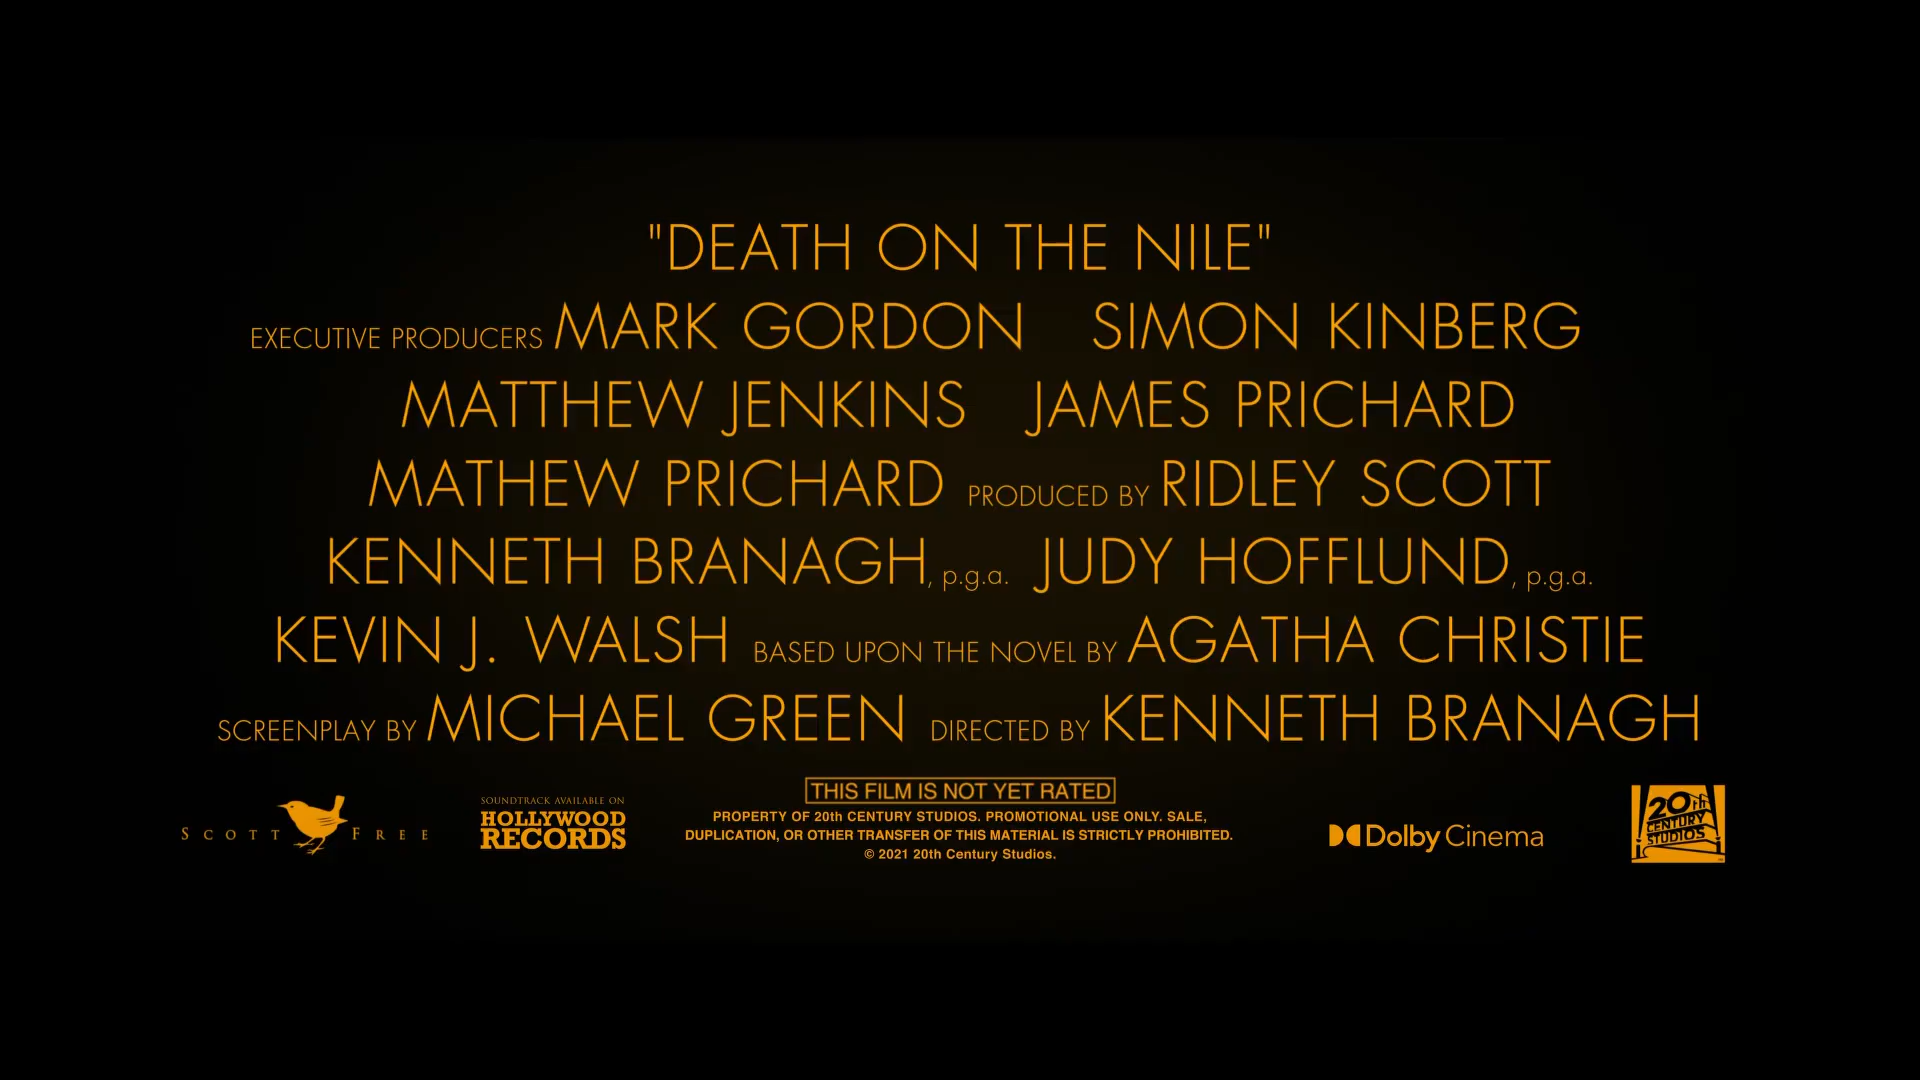 "DEATH ON THE NILE"
EXECUTIVE PRODUCERS MARK GORDON SIMON KINBERG
MATTHEW JENKINS JAMES PRICHARD
MATHEW PRICHARD PRODUCED BY RIDLEY SCOTT
KENNETH BRANAGH, p.g.a. JUDY HOFFLUND, p.g.a.
KEVIN J. WALSH BASED UPON THE NOVEL BY AGATHA CHRISTIE
SCREENPLAY BY MICHAEL GREEN DIRECTED BY KENNETH BRANAGH
SCOTT FREE
SOUNDTRACK AVAILABLE ON
HOLLYWOOD
RECORDS
THIS FILM IS NOT YET RATED
PROPERTY OF 20th CENTURY STUDIOS. PROMOTIONAL USE ONLY. SALE,
DUPLICATION, OR OTHER TRANSFER OF THIS MATERIAL IS STRICTLY PROHIBITED.
© 2021 20th Century Studios.
Dolby Cinema
20TH
CENTURY
STUDIOS